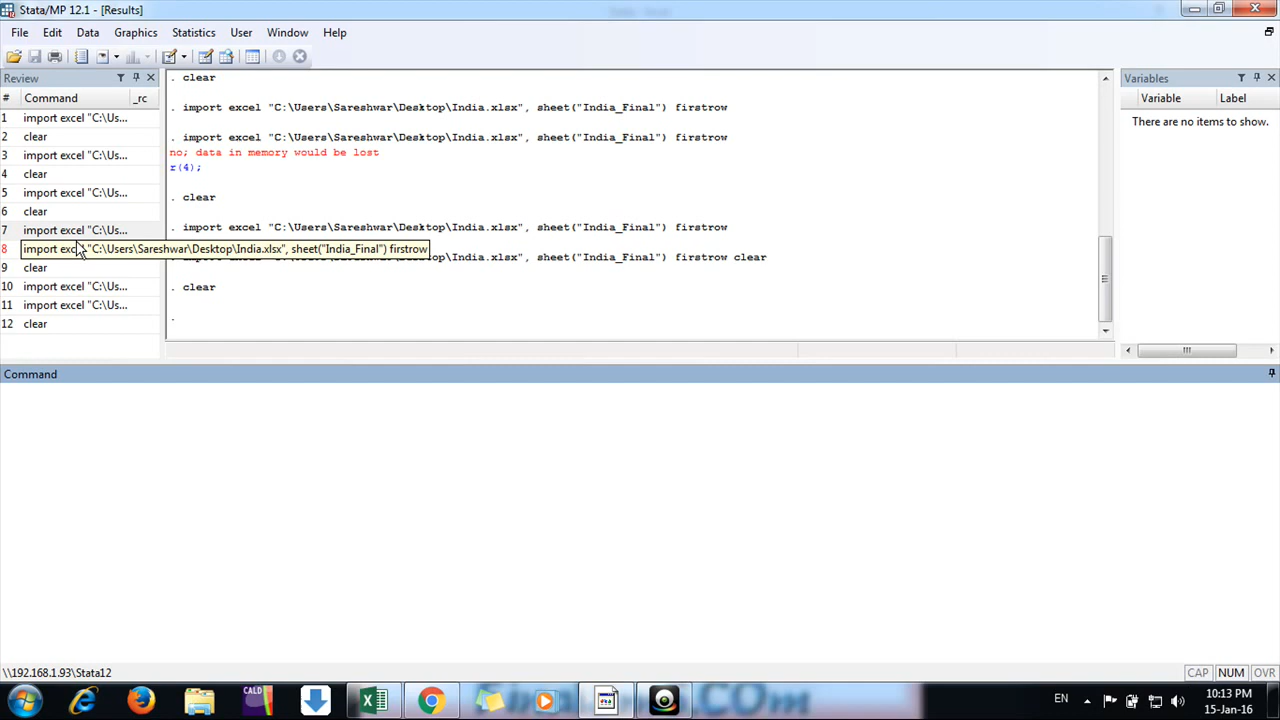 Stata/MP 12.1 - [Results]
File Edit Data Graphics Statistics User Window Help
Review
# Command _rc
1 import excel "C:\Us...
2 clear
3 import excel "C:\Us...
4 clear
5 import excel "C:\Us...
6 clear
7 import excel "C:\Us...
8
import exc "C:\Users\Sareshwar\Desktop\India.xlsx", sheet("India_Final") firstrow
9 clear
10 import excel "C:\Us...
11 import excel "C:\Us...
12 clear
. clear
. import excel "C:\Users\Sareshwar\Desktop\India.xlsx", sheet("India_Final") firstrow
. import excel "C:\Users\Sareshwar\Desktop\India.xlsx", sheet("India_Final") firstrow
no; data in memory would be lost
r(4);
. clear
. import excel "C:\Users\Sareshwar\Desktop\India.xlsx", sheet("India_Final") firstrow
. import excel "C:\Users\Sareshwar\Desktop\India.xlsx", sheet("India_Final") firstrow clear
. clear
.
Variables
Variable Label
There are no items to show.
Command
\\192.168.1.93\Stata12
CAP NUM OVR
CALD
EN
10:13 PM
15-Jan-16